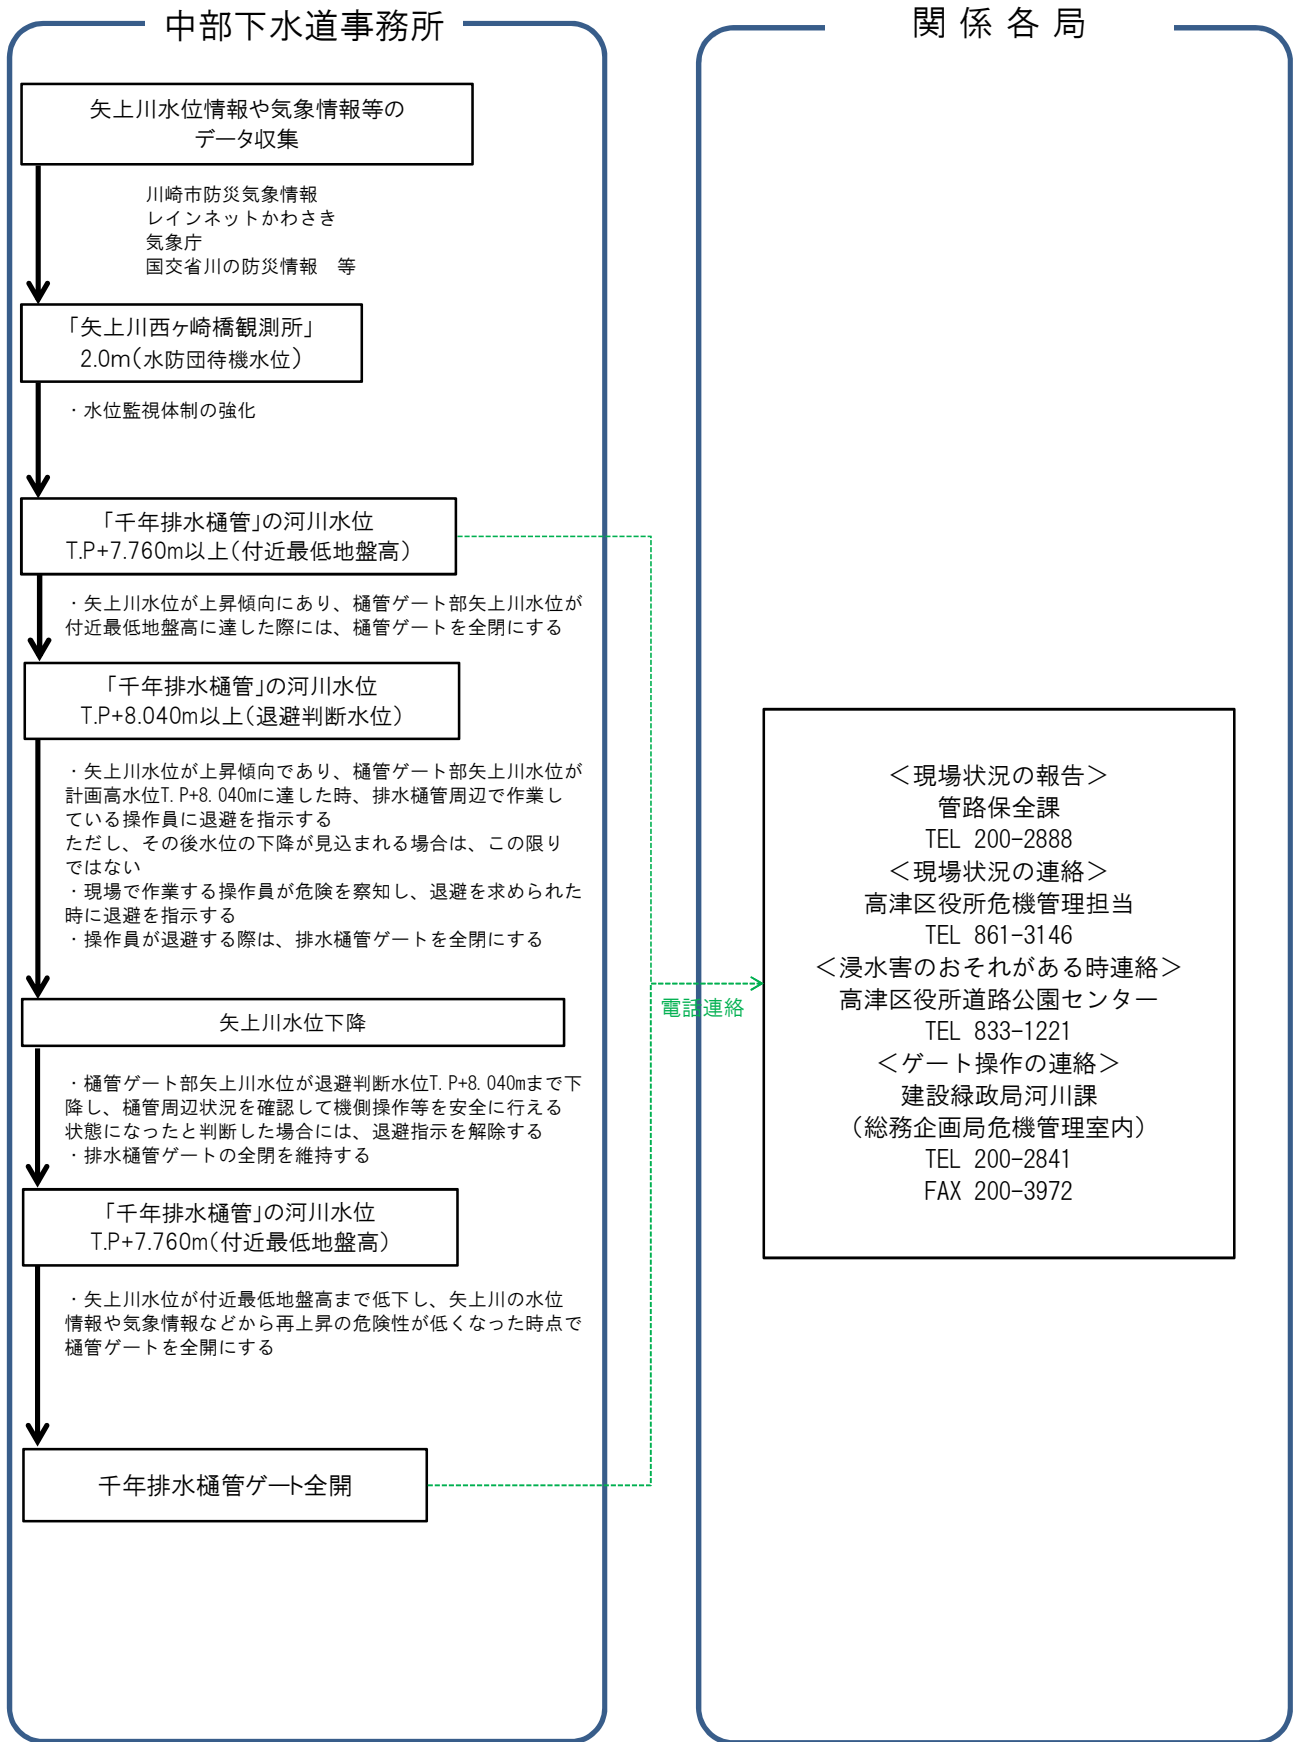 中部下水道事務所
矢上川水位情報や気象情報等の
データ収集
川崎市防災気象情報
レインネットかわさき
気象庁
国交省川の防災情報　等
「矢上川西ヶ崎橋観測所」
2.0m（水防団待機水位）
・水位監視体制の強化
「千年排水樋管」の河川水位
T.P+7.760m以上（付近最低地盤高）
・矢上川水位が上昇傾向にあり、樋管ゲート部矢上川水位が
付近最低地盤高に達した際には、樋管ゲートを全閉にする
「千年排水樋管」の河川水位
T.P+8.040m以上（退避判断水位）
・矢上川水位が上昇傾向であり、樋管ゲート部矢上川水位が
計画高水位T.P+8.040mに達した時、排水樋管周辺で作業し
ている操作員に退避を指示する
ただし、その後水位の下降が見込まれる場合は、この限り
ではない
・現場で作業する操作員が危険を察知し、退避を求められた
時に退避を指示する
・操作員が退避する際は、排水樋管ゲートを全閉にする
矢上川水位下降
・樋管ゲート部矢上川水位が退避判断水位T.P+8.040mまで下
降し、樋管周辺状況を確認して機側操作等を安全に行える
状態になったと判断した場合には、退避指示を解除する
・排水樋管ゲートの全閉を維持する
「千年排水樋管」の河川水位
T.P+7.760m（付近最低地盤高）
・矢上川水位が付近最低地盤高まで低下し、矢上川の水位
情報や気象情報などから再上昇の危険性が低くなった時点で
樋管ゲートを全開にする
千年排水樋管ゲート全開
電話連絡
関係各局
＜現場状況の報告＞
管路保全課
TEL 200-2888
＜現場状況の連絡＞
高津区役所危機管理担当
TEL 861-3146
＜浸水害のおそれがある時連絡＞
高津区役所道路公園センター
TEL 833-1221
＜ゲート操作の連絡＞
建設緑政局河川課
（総務企画局危機管理室内）
TEL 200-2841
FAX 200-3972